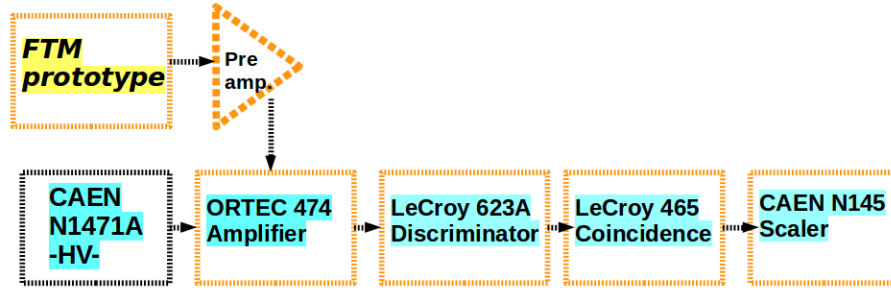 FTM
prototype
Pre
amp.
CAEN
N1471A
-HV-
ORTEC 474
Amplifier
LeCroy 623A
Discriminator
LeCroy 465
Coincidence
CAEN N145
Scaler